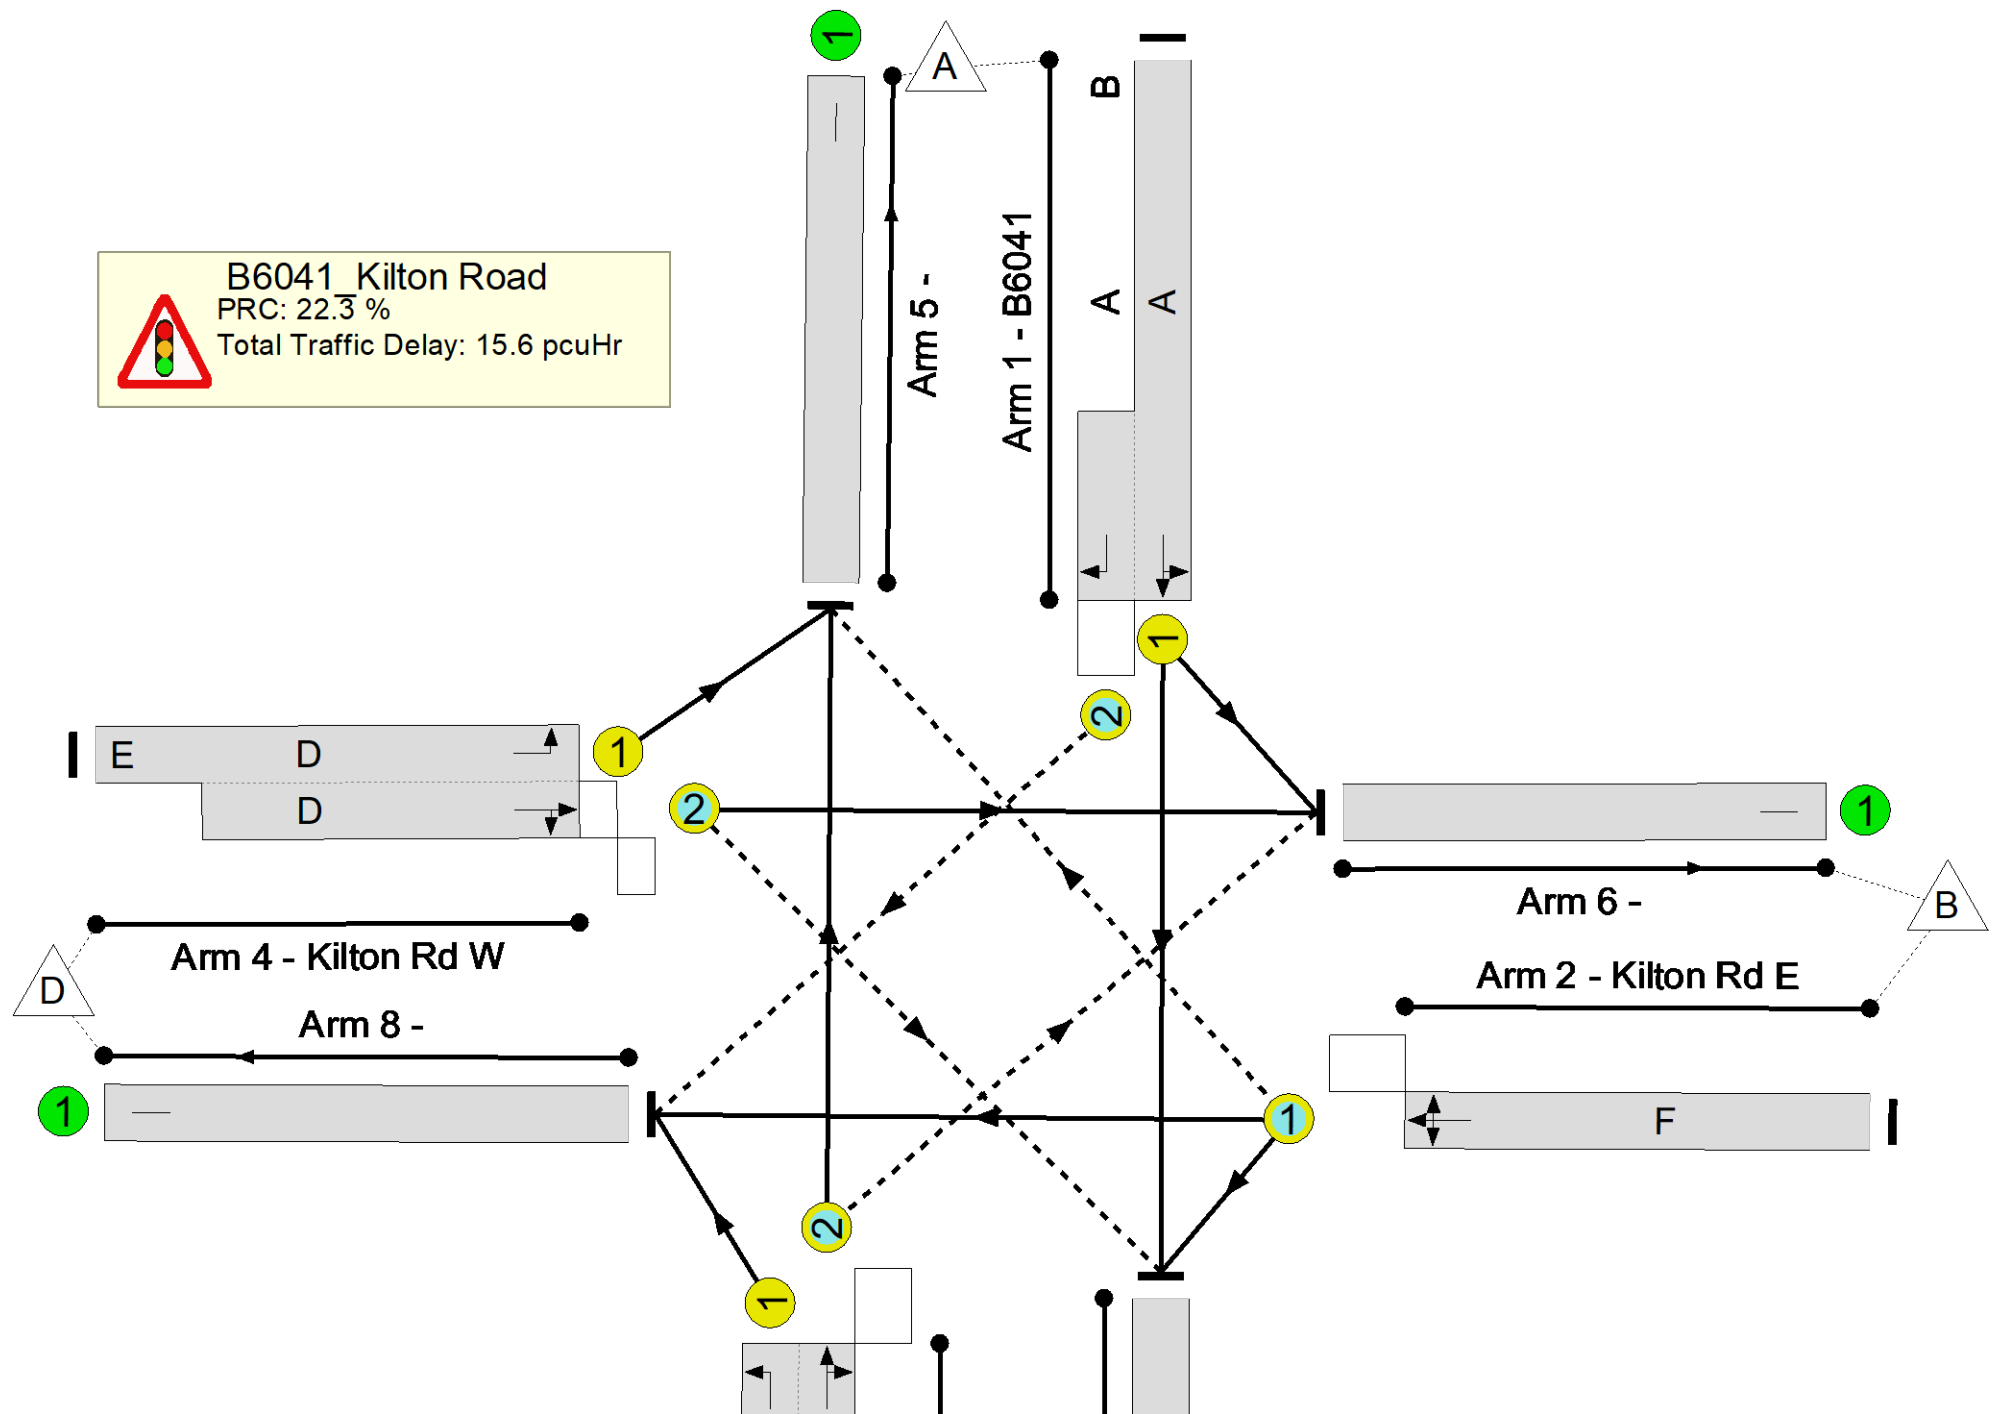 1
A
B
A
A
Arm 5 -
Arm 1 - B6041
B6041_Kilton Road
PRC: 22.3 %
Total Traffic Delay: 15.6 pcuHr
1
2
E
D
1
D
2
1
Arm 6 -
B
Arm 4 - Kilton Rd W
Arm 2 - Kilton Rd E
D
Arm 8 -
1
1
F
2
1